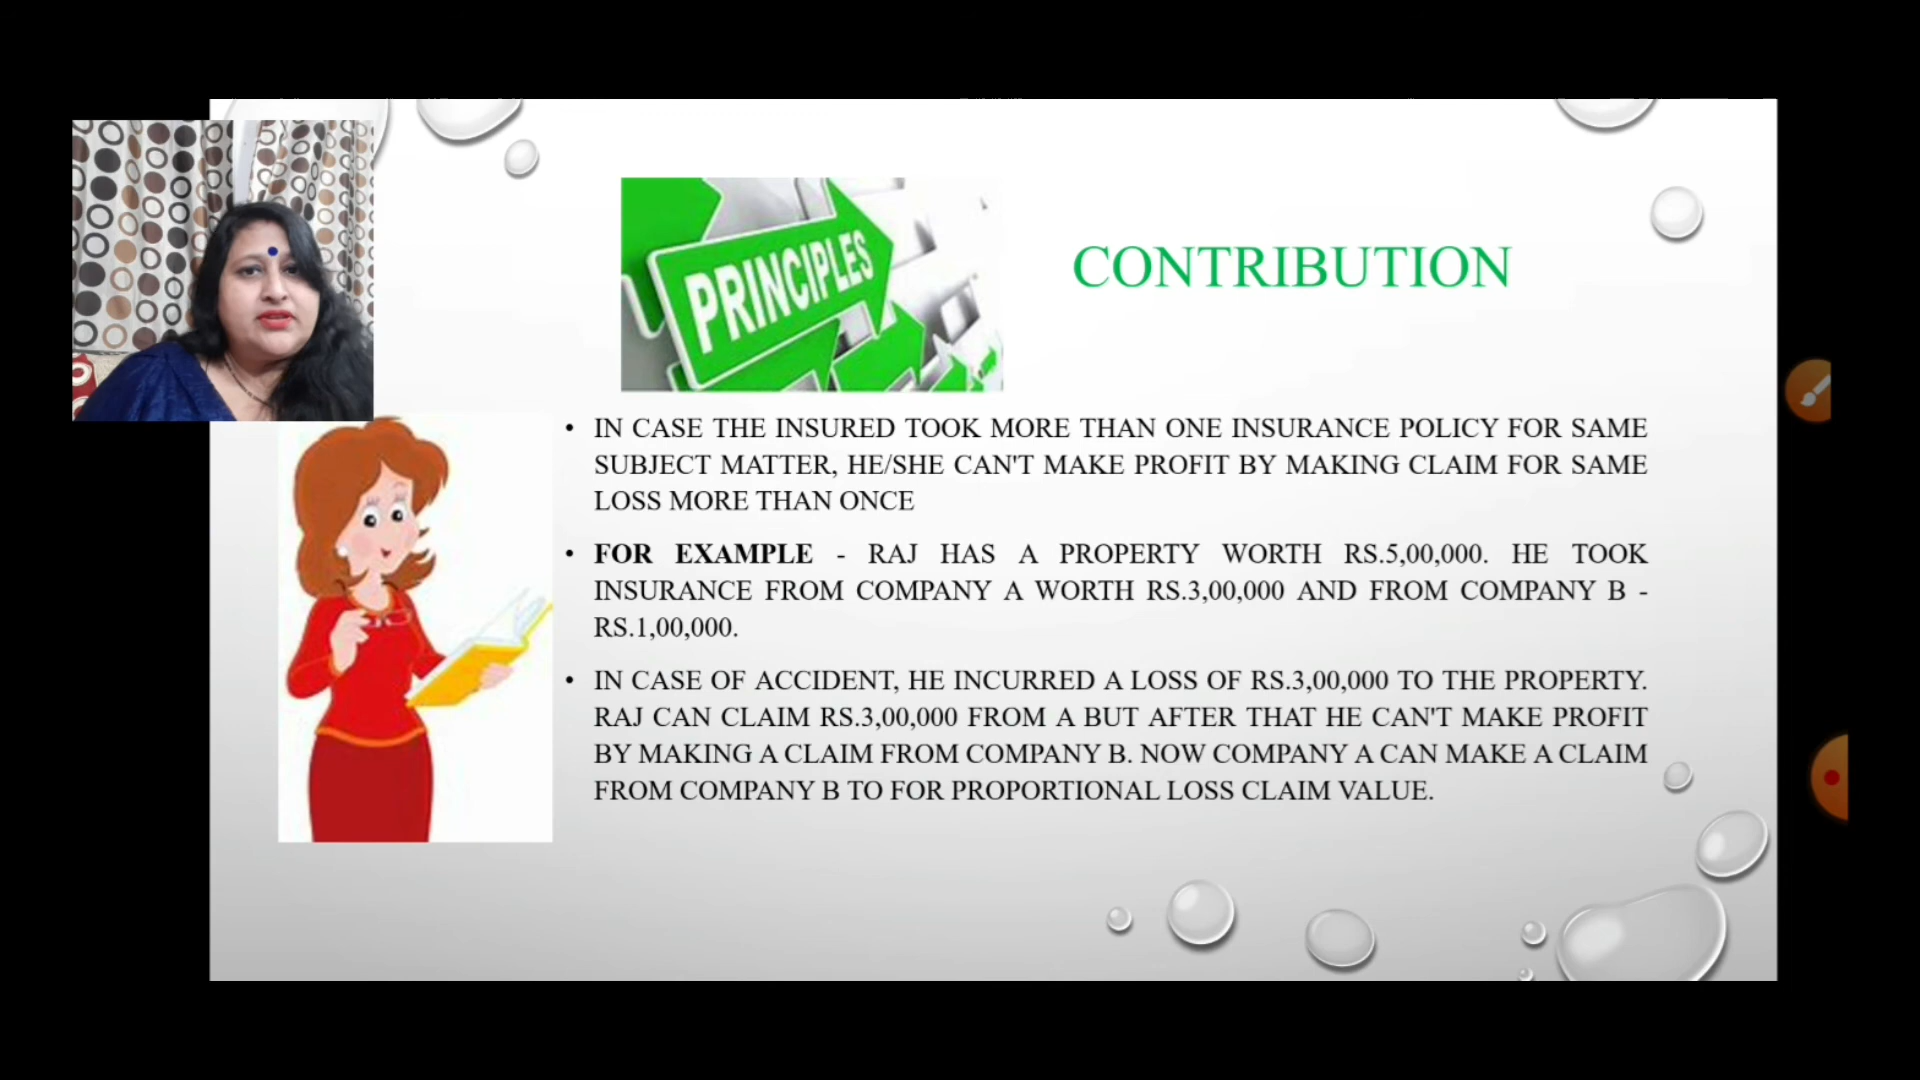 PRINCIPLES
CONTRIBUTION
• IN CASE THE INSURED TOOK MORE THAN ONE INSURANCE POLICY FOR SAME
SUBJECT MATTER, HE/SHE CAN'T MAKE PROFIT BY MAKING CLAIM FOR SAME
LOSS MORE THAN ONCE
• FOR EXAMPLE - RAJ HAS A PROPERTY WORTH RS.5,00,000. HE TOOK
INSURANCE FROM COMPANY A WORTH RS.3,00,000 AND FROM COMPANY B -
RS.1,00,000.
• IN CASE OF ACCIDENT, HE INCURRED A LOSS OF RS.3,00,000 TO THE PROPERTY.
RAJ CAN CLAIM RS.3,00,000 FROM A BUT AFTER THAT HE CAN'T MAKE PROFIT
BY MAKING A CLAIM FROM COMPANY B. NOW COMPANY A CAN MAKE A CLAIM
FROM COMPANY B TO FOR PROPORTIONAL LOSS CLAIM VALUE.